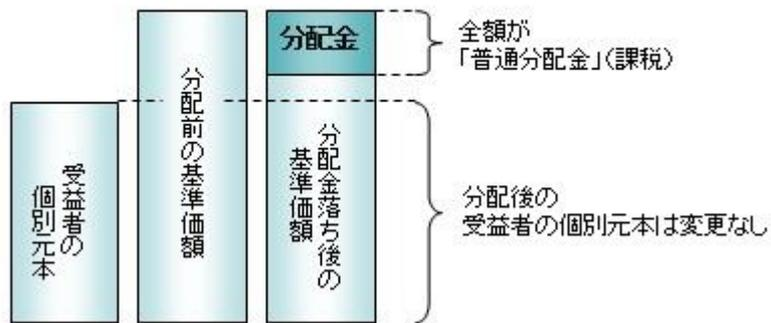 受益者の
個別元本
分配前の基準価額
分配金
分配金落ち後の
基準価額
全額が
「普通分配金」(課税)
分配後の
受益者の個別元本は変更なし